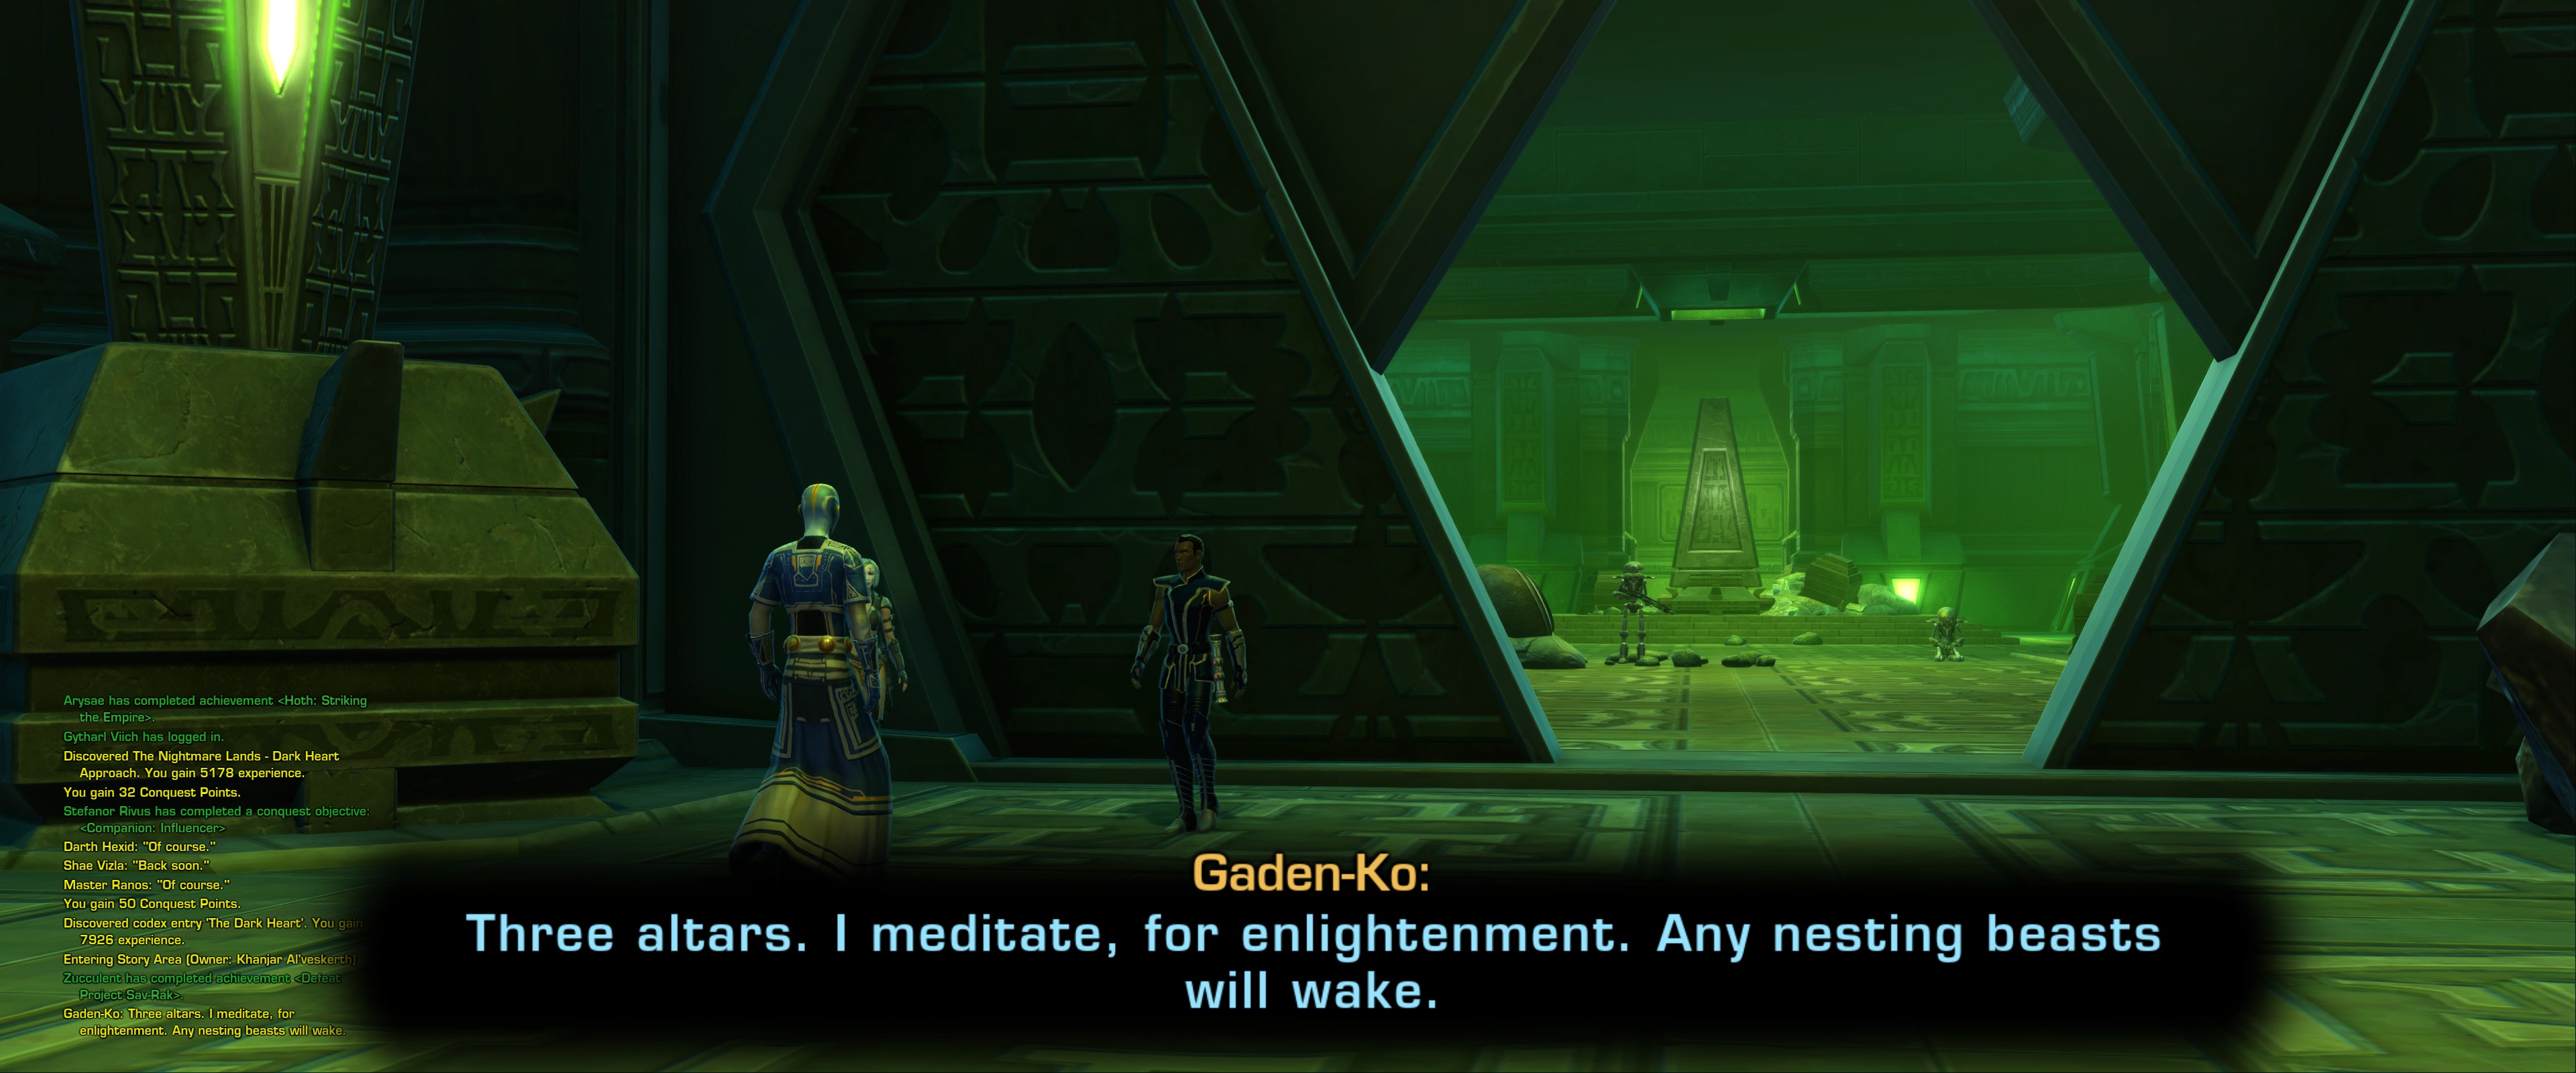 Arysae has completed achievement <Hoth: Striking
the Empire>.
Gytharl Viich has logged in.
Discovered The Nightmare Lands - Dark Heart
Approach. You gain 5178 experience.
You gain 32 Conquest Points.
Stefanor Rivus has completed a conquest objective:
<Companion: Influencer>
Darth Hexid: "Of course."
Shae Vizla: "Back soon."
Master Ranos: "Of course."
You gain 50 Conquest Points.
Discovered codex entry 'The Dark Heart'. You gain
7926 experience.
Entering Story Area (Owner: Khanjar Al'veskerth)
Zucculent has completed achievement <Defeat
Project Sav-Rak>.
Gaden-Ko: Three altars. I meditate, for
enlightenment. Any nesting beasts will wake.
Gaden-Ko:
Three altars. I meditate, for enlightenment. Any nesting beasts
will wake.